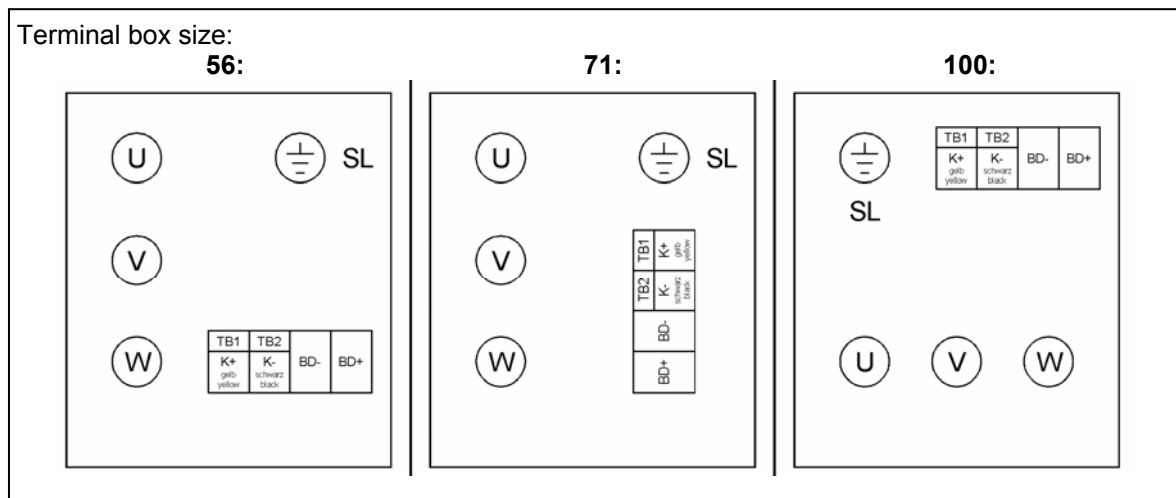 Terminal box size:
56:
U
SL
V
W
TB1 TB2
K+ K- BD- BD+
gelb schwarz
yellow black
71:
U
SL
V
W
TB1 K+ gelb yellow
TB2 K- schwarz black
BD-
BD+
100:
TB1 TB2
K+ K- BD- BD+
gelb schwarz
yellow black
SL
U V W